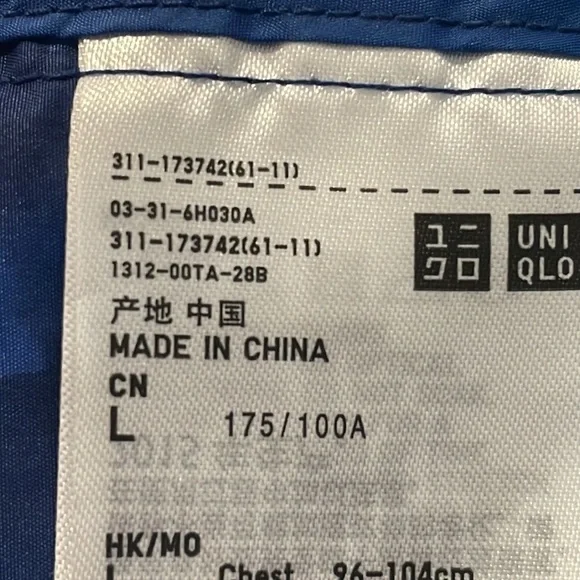 311-173742(61-11)
03-31-6H030A
311-173742(61-11)
1312-00TA-28B
ユニ
クロ
UNI
QLO
产地 中国
MADE IN CHINA
CN
L 175/100A
HK/MO
L Chest 96-104cm